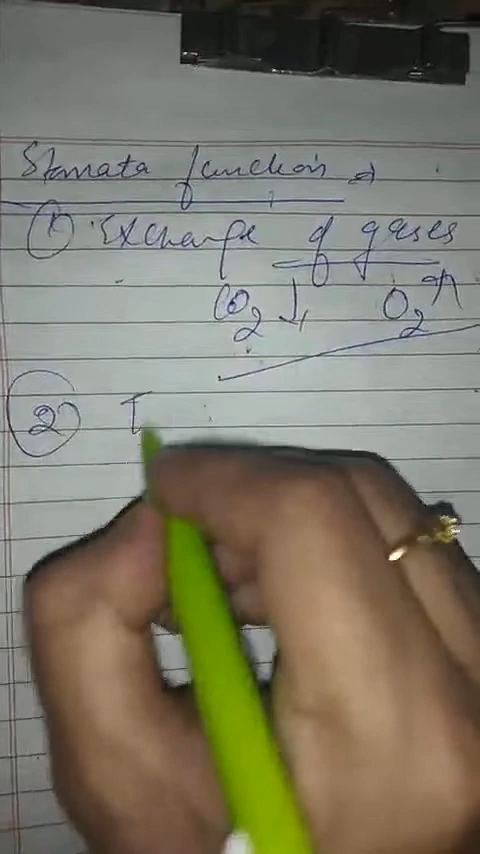 Stomata function →
① Exchange of gases
CO2 ↓ O2 ↑
②